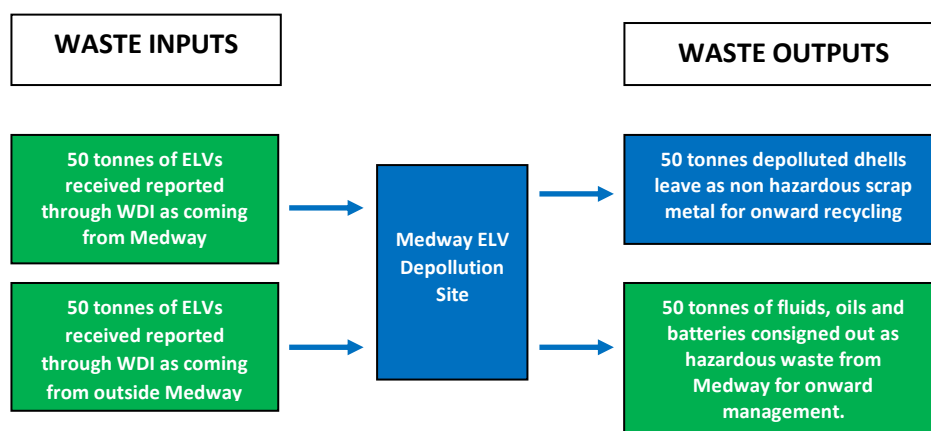 WASTE INPUTS
WASTE OUTPUTS
50 tonnes of ELVs
received reported
through WDI as coming
from Medway
50 tonnes of ELVs
received reported
through WDI as coming
from outside Medway
Medway ELV
Depollution
Site
50 tonnes depolluted dhells
leave as non hazardous scrap
metal for onward recycling
50 tonnes of fluids, oils and
batteries consigned out as
hazardous waste from
Medway for onward
management.